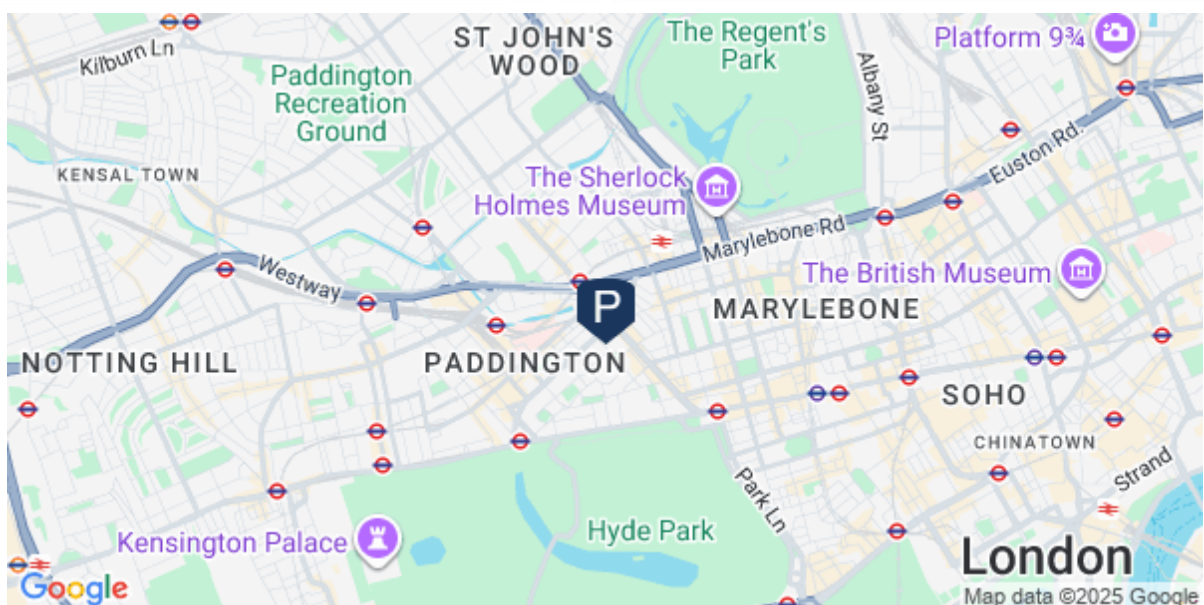 Kilburn Ln
ST JOHN'S
WOOD
The Regent's
Park
Platform 9¾
Paddington
Recreation
Ground
Albany St
Euston Rd.
KENSAL TOWN
The Sherlock
Holmes Museum
Marylebone Rd
Westway
The British Museum
P
MARYLEBONE
NOTTING HILL
PADDINGTON
SOHO
CHINATOWN
Strand
Park Ln
Hyde Park
Kensington Palace
London
Google
Map data ©2025 Google